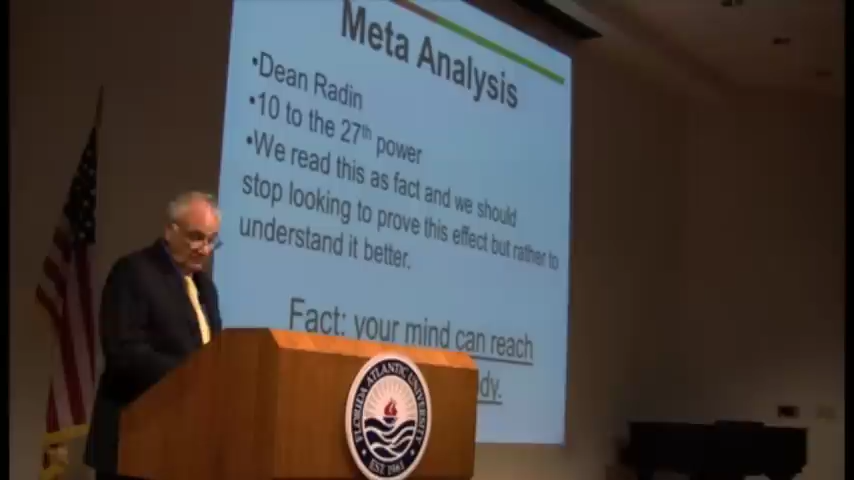 Meta Analysis
•Dean Radin
•10 to the 27th power
•We read this as fact and we should
stop looking to prove this effect but rather to
understand it better.
Fact: your mind can reach
ody.
FLORIDA ATLANTIC UNIVERSITY
EST 1961